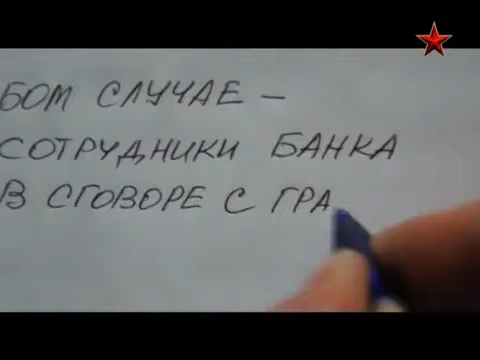 БОМ СЛУЧАЕ –
СОТРУДНИКИ БАНКА
В СГОВОРЕ С ГРА